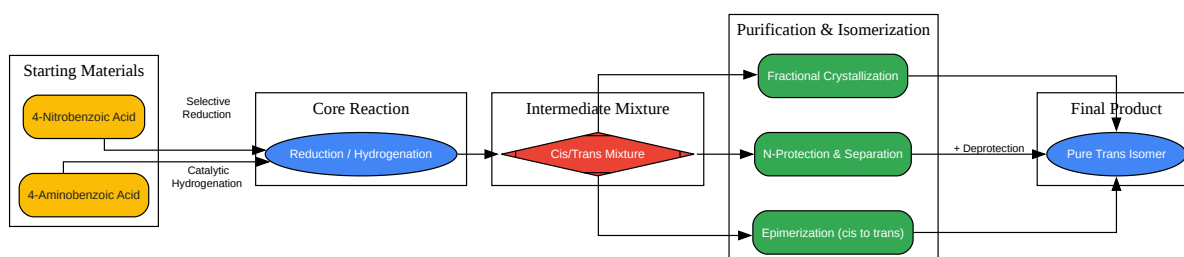 Starting Materials
4-Nitrobenzoic Acid
4-Aminobenzoic Acid
Selective
Reduction
Catalytic
Hydrogenation
Core Reaction
Reduction / Hydrogenation
Intermediate Mixture
Cis/Trans Mixture
Purification & Isomerization
Fractional Crystallization
N-Protection & Separation
Epimerization (cis to trans)
+ Deprotection
Final Product
Pure Trans Isomer